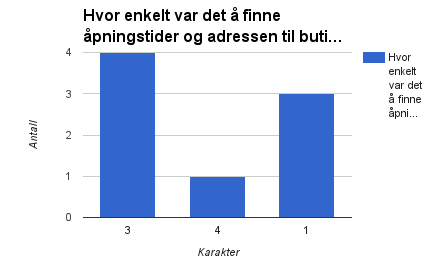 Hvor enkelt var det å finne
åpningstider og adressen til buti...
4
3
2
1
0
Antall
3
4
1
Karakter
Hvor
enkelt
var det
å finne
åpni...